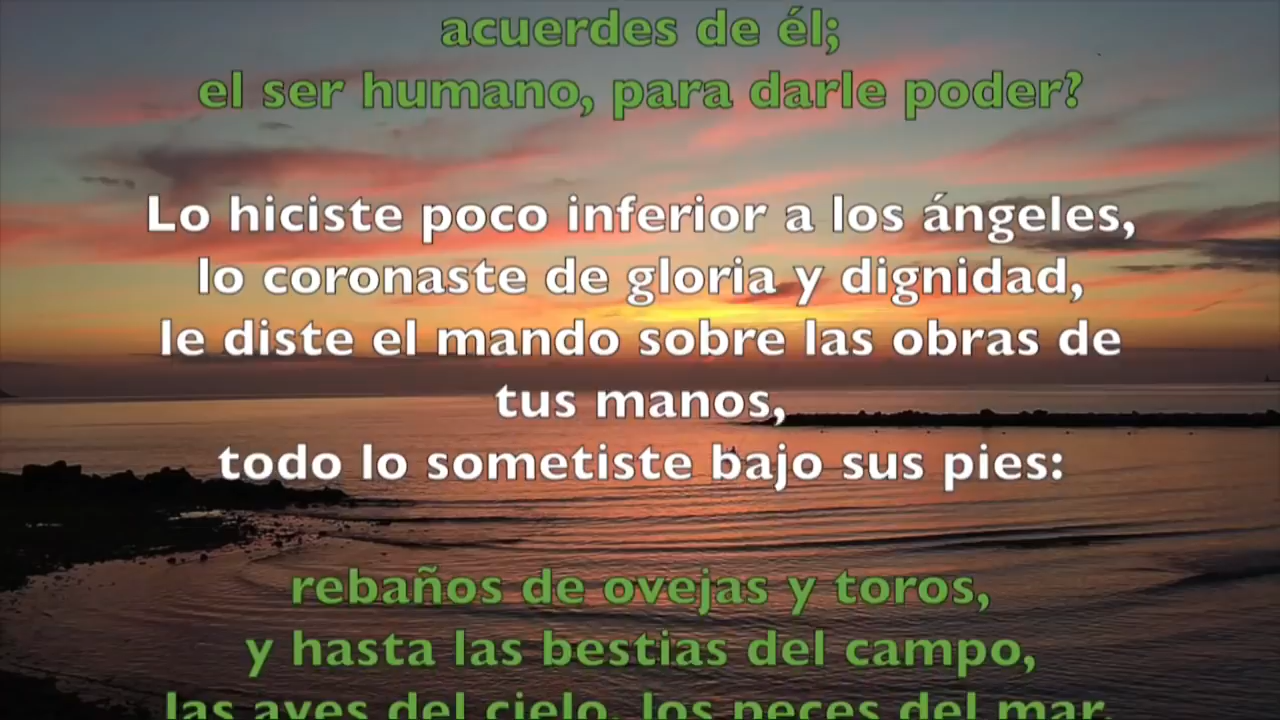 acuerdes de él;
el ser humano, para darle poder?
Lo hiciste poco inferior a los ángeles,
lo coronaste de gloria y dignidad,
le diste el mando sobre las obras de
tus manos,
todo lo sometiste bajo sus pies:
rebaños de ovejas y toros,
y hasta las bestias del campo,
las aves del cielo, los peces del mar,